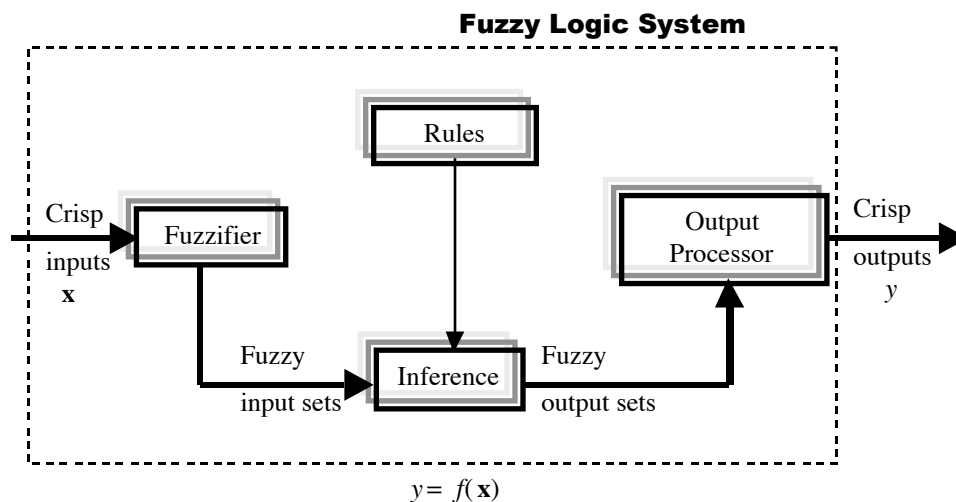 Fuzzy Logic System
Rules
Crisp
inputs
x
Fuzzifier
Output
Processor
Crisp
outputs
y
Fuzzy
input sets
Inference
Fuzzy
output sets
y = f(x)